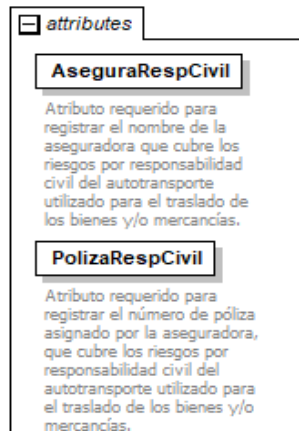 attributes
AseguraRespCivil
Atributo requerido para
registrar el nombre de la
aseguradora que cubre los
riesgos por responsabilidad
civil del autotransporte
utilizado para el traslado de
los bienes y/o mercancías.
PolizaRespCivil
Atributo requerido para
registrar el número de póliza
asignado por la aseguradora,
que cubre los riesgos por
responsabilidad civil del
autotransporte utilizado para
el traslado de los bienes y/o
mercancías.